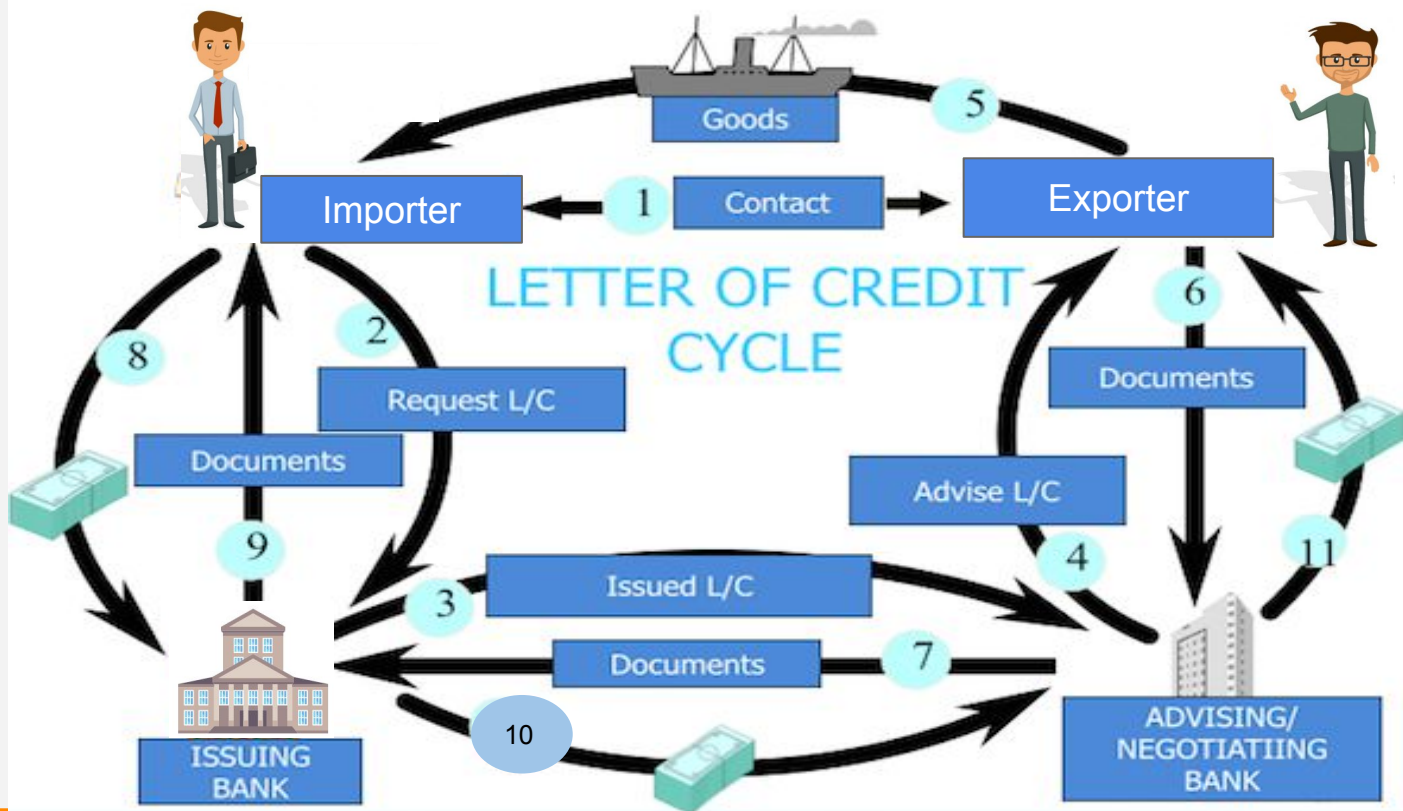 Goods
5
Importer
1
Contact
Exporter
LETTER OF CREDIT
CYCLE
2
8
6
Request L/C
Documents
Documents
Advise L/C
9
4
11
3
Issued L/C
Documents
7
10
ISSUING
BANK
ADVISING/
NEGOTIATIING
BANK